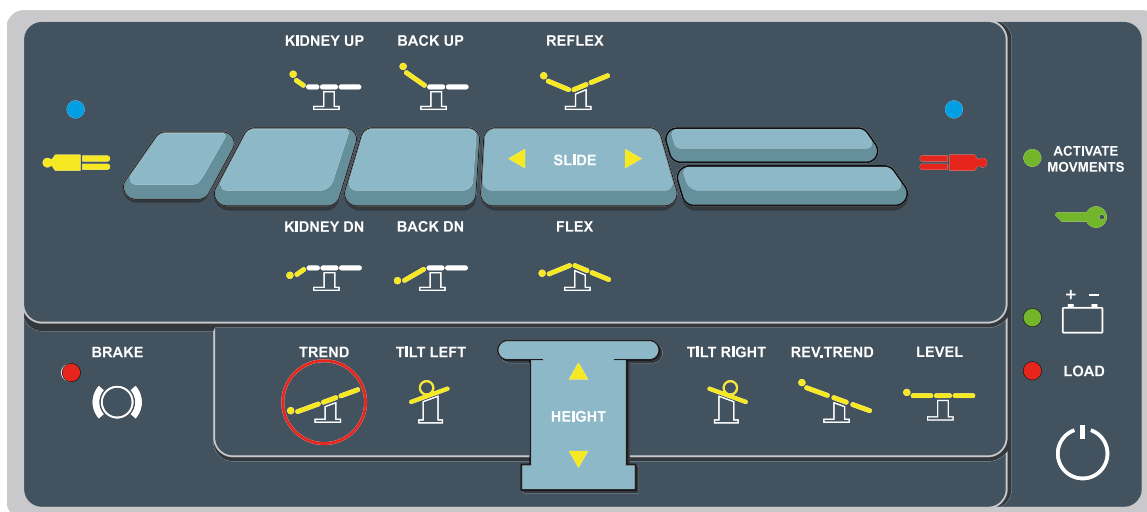 KIDNEY UP
BACK UP
REFLEX
SLIDE
KIDNEY DN
BACK DN
FLEX
ACTIVATE
MOVMENTS
+ −
LOAD
BRAKE
TREND
TILT LEFT
HEIGHT
TILT RIGHT
REV.TREND
LEVEL